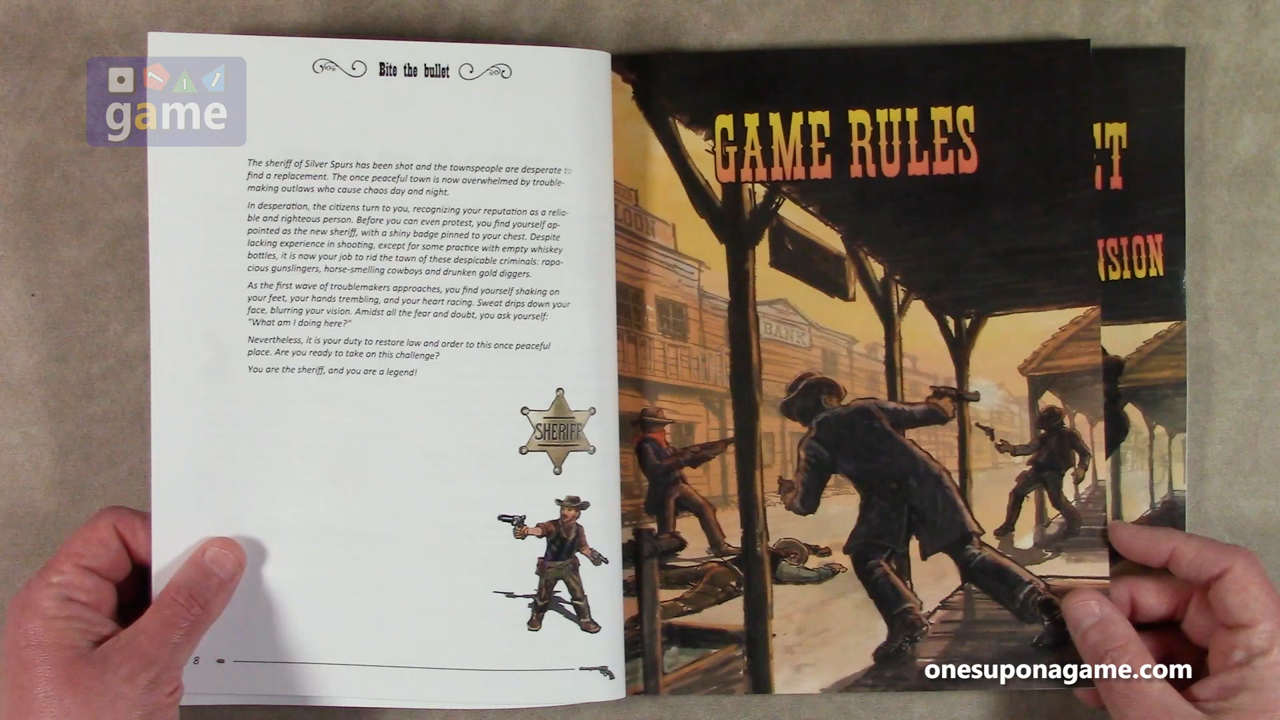 game
Bite the bullet
The sheriff of Silver Spurs has been shot and the townspeople are desperate to
find a replacement. The once peaceful town is now overwhelmed by trouble-
making outlaws who cause chaos day and night.
In desperation, the citizens turn to you, recognizing your reputation as a relia-
ble and righteous person. Before you can even protest, you find yourself ap-
pointed as the new sheriff, with a shiny badge pinned to your chest. Despite
lacking experience in shooting, except for some practice with empty whiskey
bottles, it is now your job to rid the town of these despicable criminals: rapa-
cious gunslingers, horse-smelling cowboys and drunken gold diggers.
As the first wave of troublemakers approaches, you find yourself shaking on
your feet, your hands trembling, and your heart racing. Sweat drips down your
face, blurring your vision. Amidst all the fear and doubt, you ask yourself:
"What am I doing here?"
Nevertheless, it is your duty to restore law and order to this once peaceful
place. Are you ready to take on this challenge?
You are the sheriff, and you are a legend!
SHERIFF
8
GAME RULES
LOON
BANK
ET
NSION
onesuponagame.com